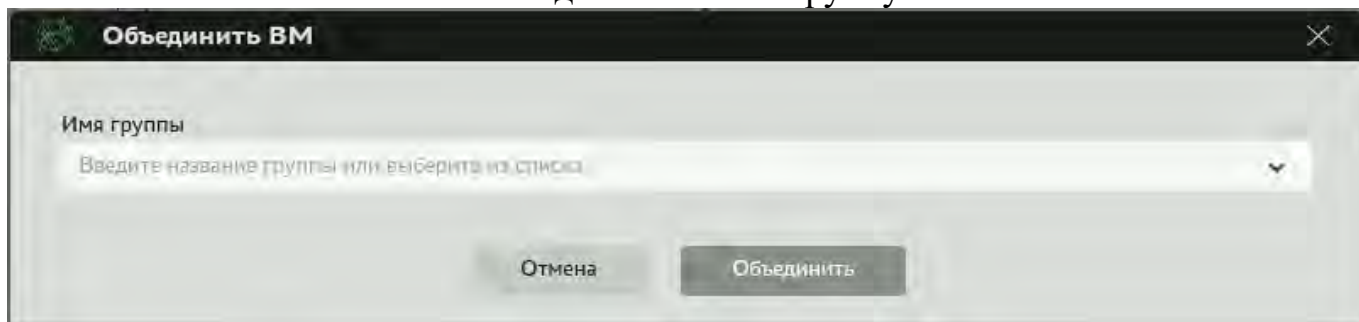 Объединить ВМ
Имя группы
Введите название группы или выберите из списка
Отмена
Объединить